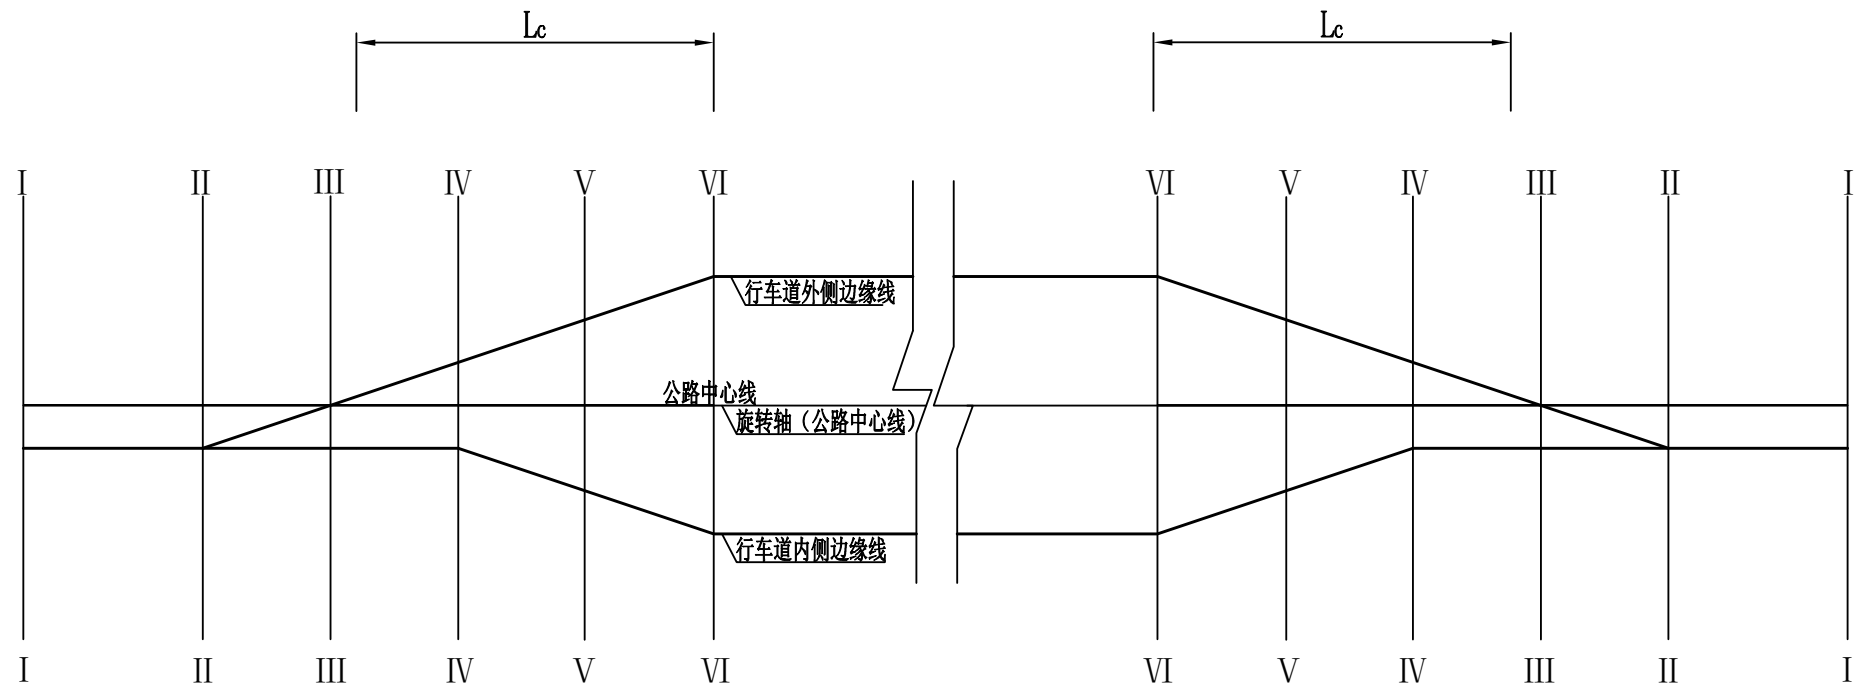 Lc Lc
Ⅰ Ⅱ Ⅲ Ⅳ Ⅴ Ⅵ Ⅵ Ⅴ Ⅳ Ⅲ Ⅱ Ⅰ
行车道外侧边缘线
公路中心线
旋转轴（公路中心线）
行车道内侧边缘线
Ⅰ Ⅱ Ⅲ Ⅳ Ⅴ Ⅵ Ⅵ Ⅴ Ⅳ Ⅲ Ⅱ Ⅰ